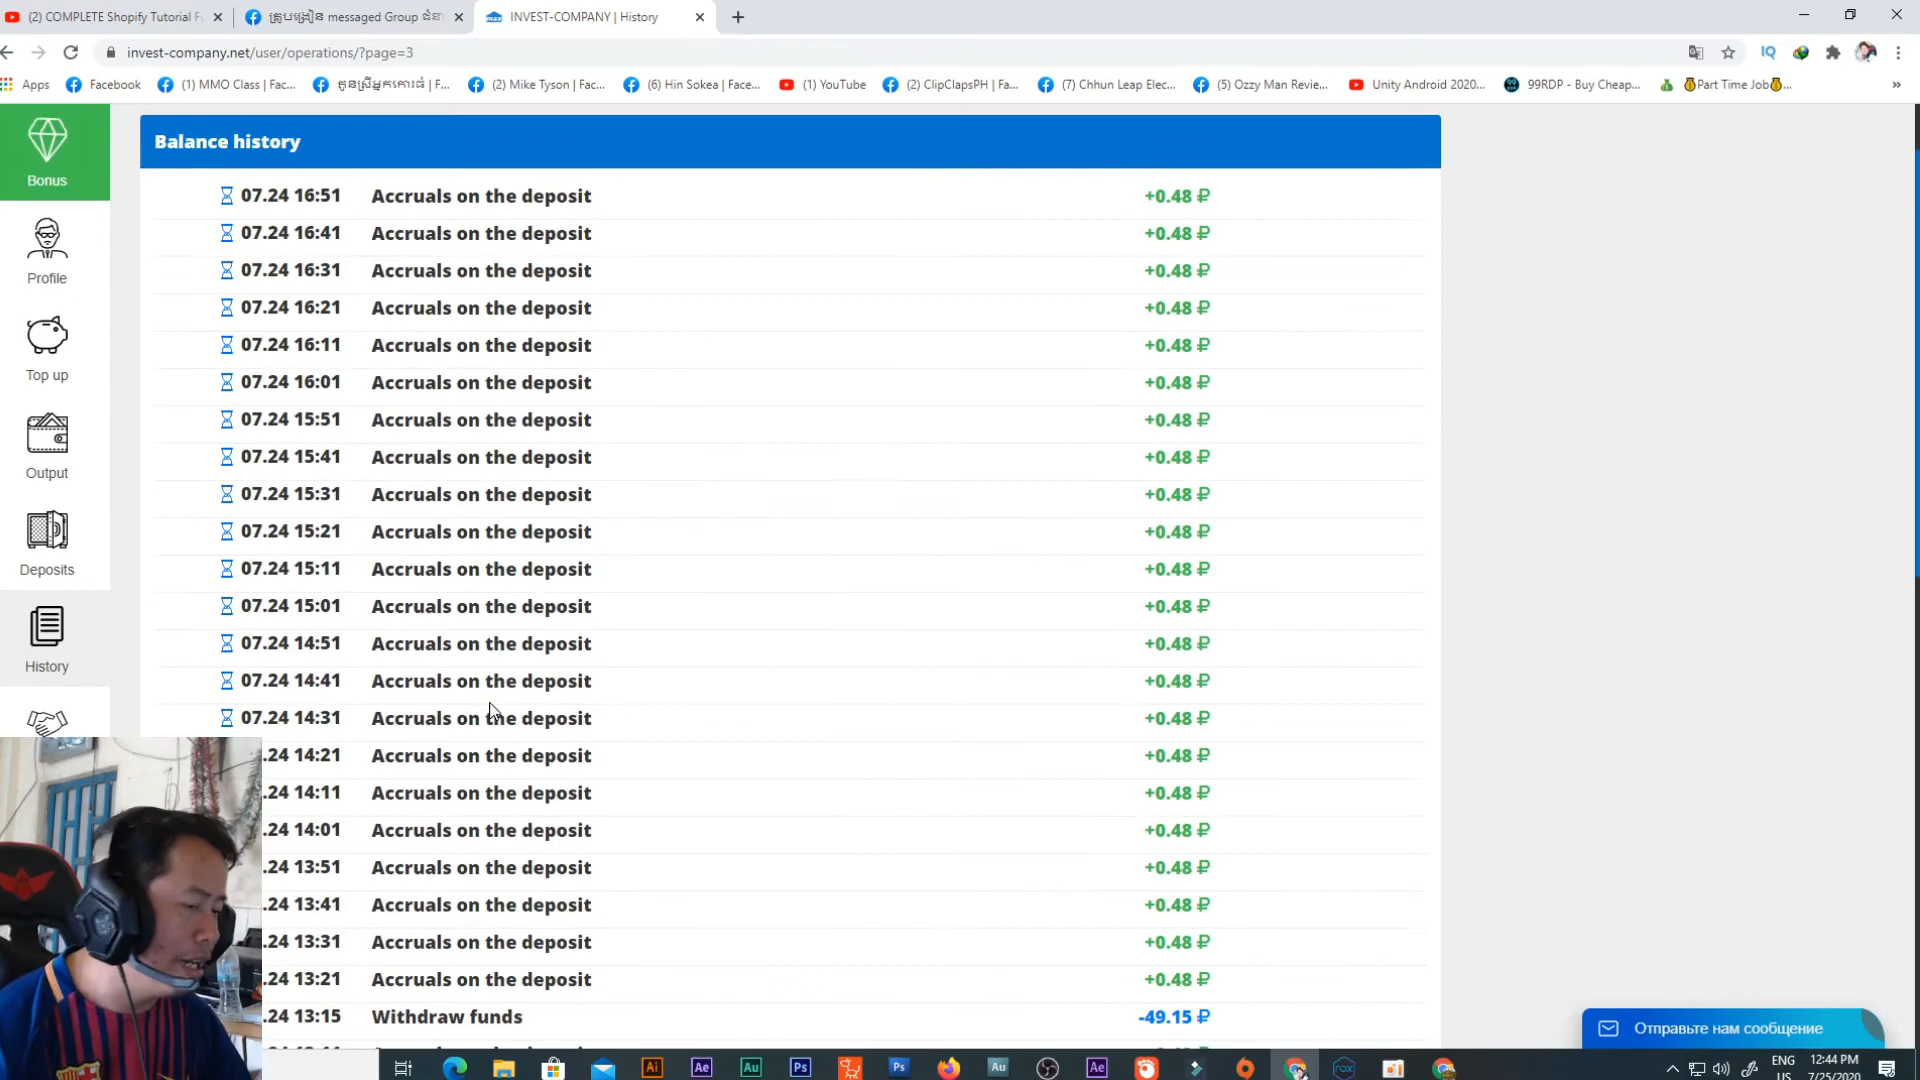 (2) COMPLETE Shopify Tutorial F
messaged Group
INVEST-COMPANY | History
invest-company.net/user/operations/?page=3
Apps
Facebook
(1) MMO Class | Fac...
| F...
(2) Mike Tyson | Fac...
(6) Hin Sokea | Face...
(1) YouTube
(2) ClipClapsPH | Fa...
(7) Chhun Leap Elec...
(5) Ozzy Man Revie...
Unity Android 2020...
99RDP - Buy Cheap...
Part Time Job...
»
IQ
Bonus
Profile
Top up
Output
Deposits
History
Balance history
07.24 16:51 Accruals on the deposit +0.48 ₽
07.24 16:41 Accruals on the deposit +0.48 ₽
07.24 16:31 Accruals on the deposit +0.48 ₽
07.24 16:21 Accruals on the deposit +0.48 ₽
07.24 16:11 Accruals on the deposit +0.48 ₽
07.24 16:01 Accruals on the deposit +0.48 ₽
07.24 15:51 Accruals on the deposit +0.48 ₽
07.24 15:41 Accruals on the deposit +0.48 ₽
07.24 15:31 Accruals on the deposit +0.48 ₽
07.24 15:21 Accruals on the deposit +0.48 ₽
07.24 15:11 Accruals on the deposit +0.48 ₽
07.24 15:01 Accruals on the deposit +0.48 ₽
07.24 14:51 Accruals on the deposit +0.48 ₽
07.24 14:41 Accruals on the deposit +0.48 ₽
07.24 14:31 Accruals on the deposit +0.48 ₽
.24 14:21 Accruals on the deposit +0.48 ₽
.24 14:11 Accruals on the deposit +0.48 ₽
.24 14:01 Accruals on the deposit +0.48 ₽
.24 13:51 Accruals on the deposit +0.48 ₽
.24 13:41 Accruals on the deposit +0.48 ₽
.24 13:31 Accruals on the deposit +0.48 ₽
.24 13:21 Accruals on the deposit +0.48 ₽
.24 13:15 Withdraw funds -49.15 ₽
Отправьте нам сообщение
Ai
Ae
Au
Ps
Ps
Au
Ae
ENG
US
12:44 PM
7/25/2020